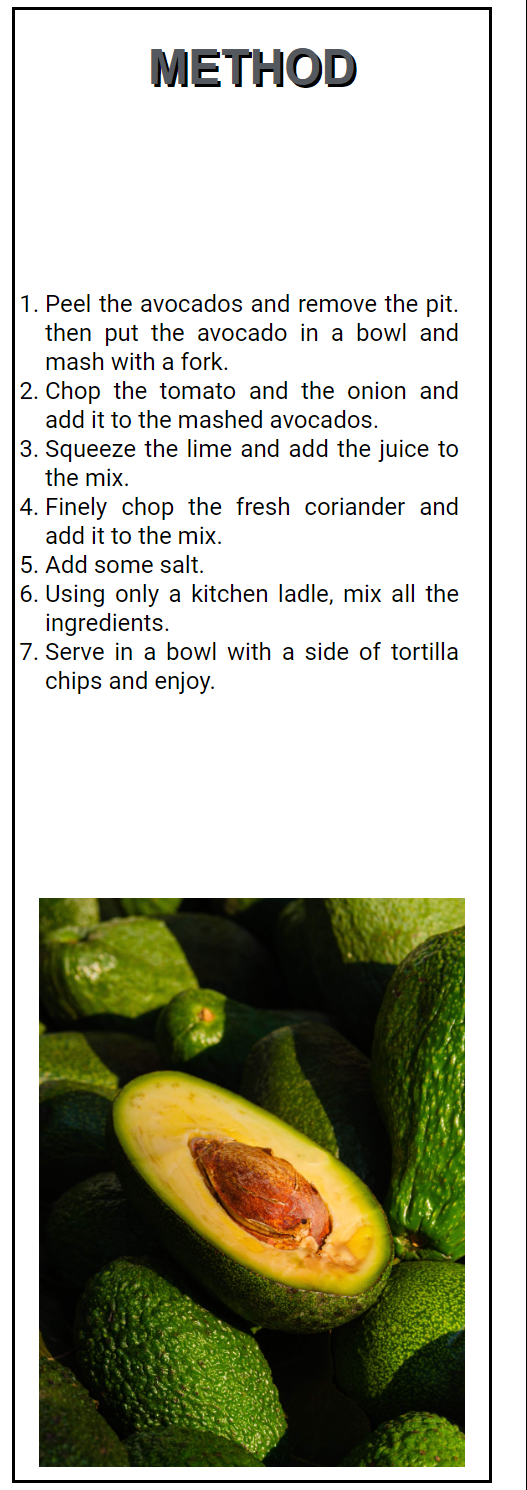 METHOD
1. Peel the avocados and remove the pit.
then put the avocado in a bowl and
mash with a fork.
2. Chop the tomato and the onion and
add it to the mashed avocados.
3. Squeeze the lime and add the juice to
the mix.
4. Finely chop the fresh coriander and
add it to the mix.
5. Add some salt.
6. Using only a kitchen ladle, mix all the
ingredients.
7. Serve in a bowl with a side of tortilla
chips and enjoy.